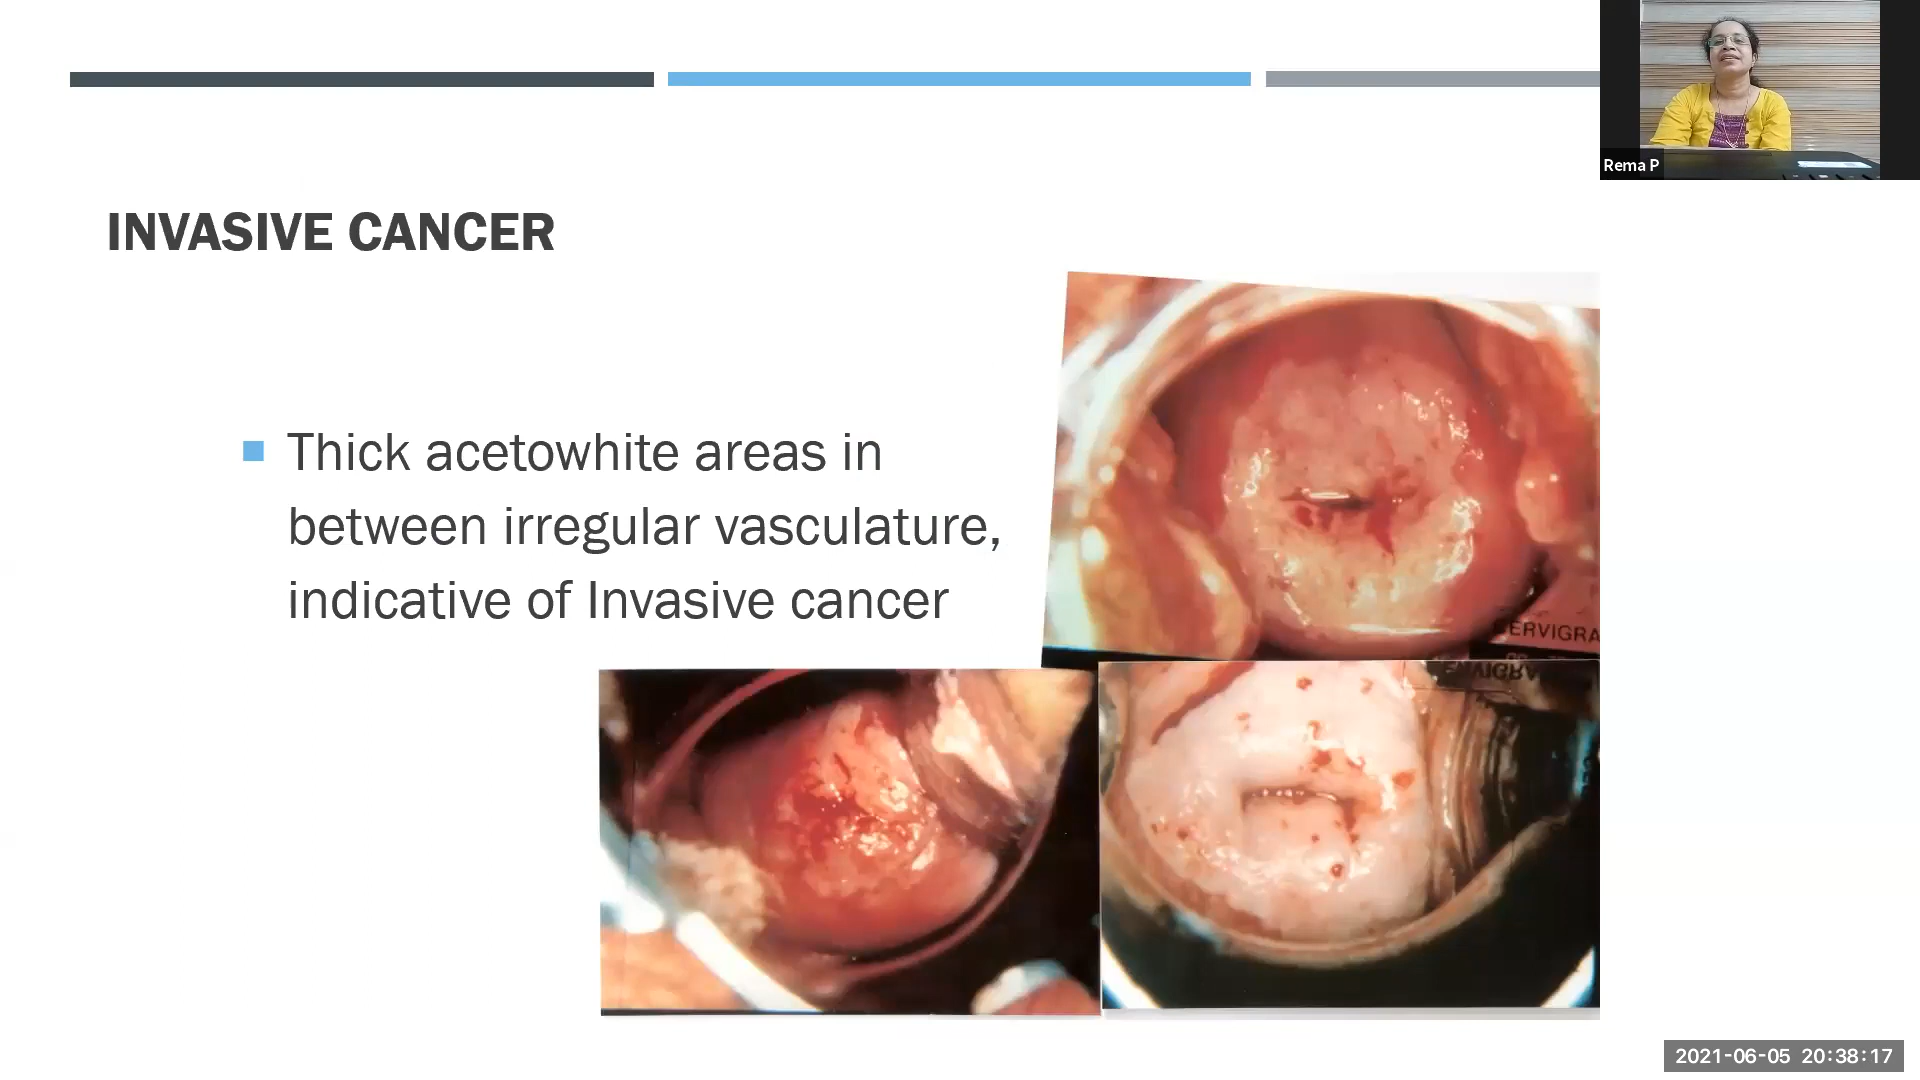 Rema P
INVASIVE CANCER
Thick acetowhite areas in
between irregular vasculature,
indicative of Invasive cancer
CERVIGRA
2021-06-05 20:38:17